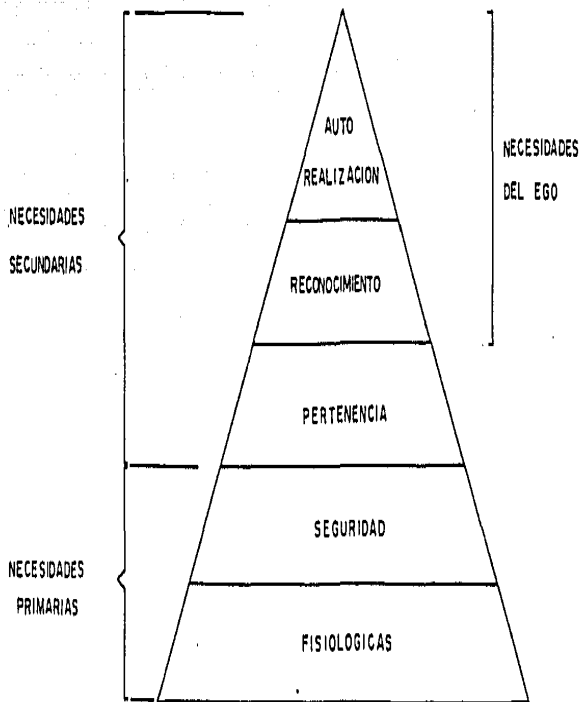 AUTO
REALIZACION
NECESIDADES
DEL EGO
NECESIDADES
SECUNDARIAS
RECONOCIMIENTO
PERTENENCIA
SEGURIDAD
NECESIDADES
PRIMARIAS
FISIOLOGICAS